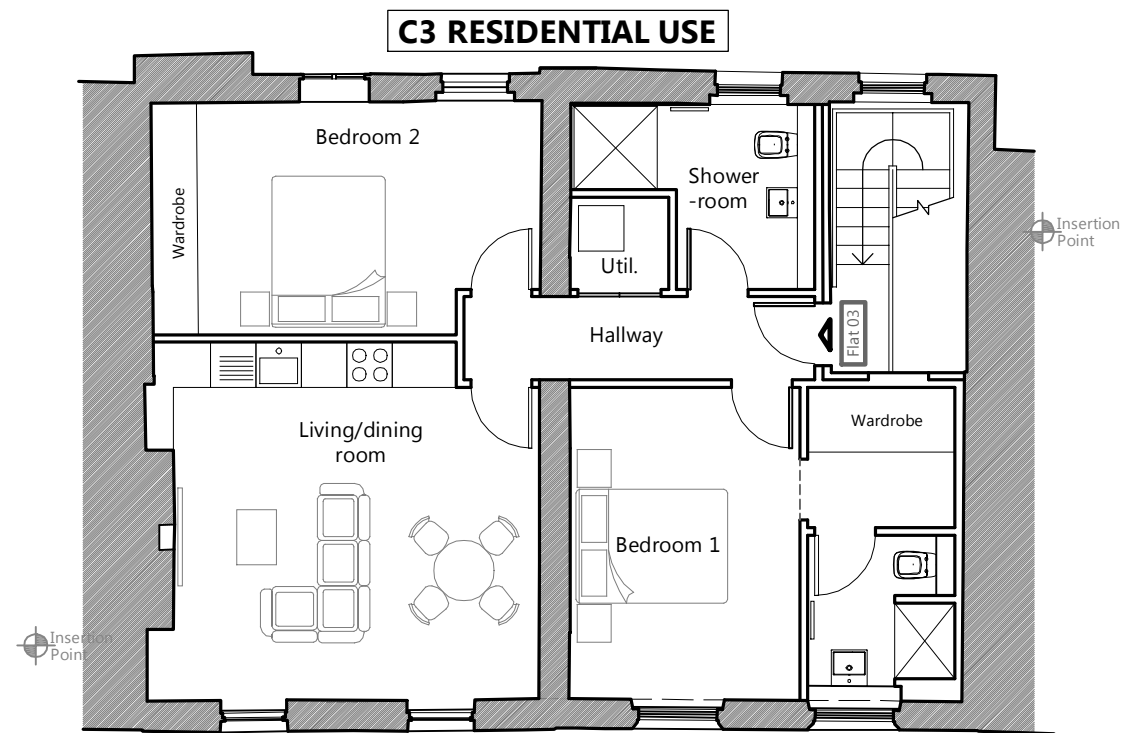 C3 RESIDENTIAL USE
Bedroom 2
Wardrobe
Shower
-room
Util.
Insertion
Point
Hallway
Flat 03
Living/dining
room
Wardrobe
Bedroom 1
Insertion
Point